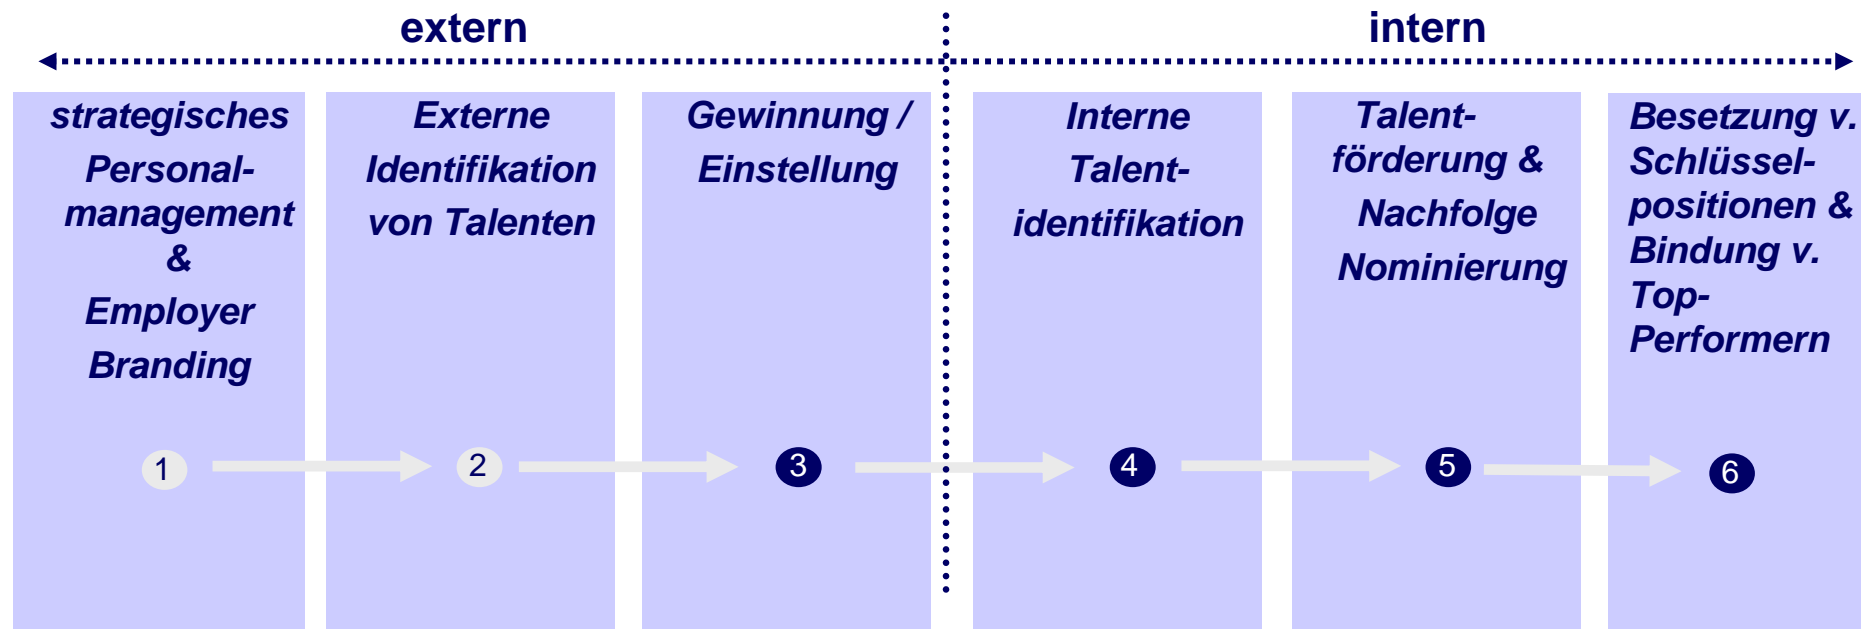 extern
intern
strategisches
Personal-
management
&
Employer
Branding
Externe
Identifikation
von Talenten
Gewinnung /
Einstellung
Interne
Talent-
identifikation
Talent-
förderung &
Nachfolge
Nominierung
Besetzung v.
Schlüssel-
positionen &
Bindung v.
Top-
Performern
1
2
3
4
5
6